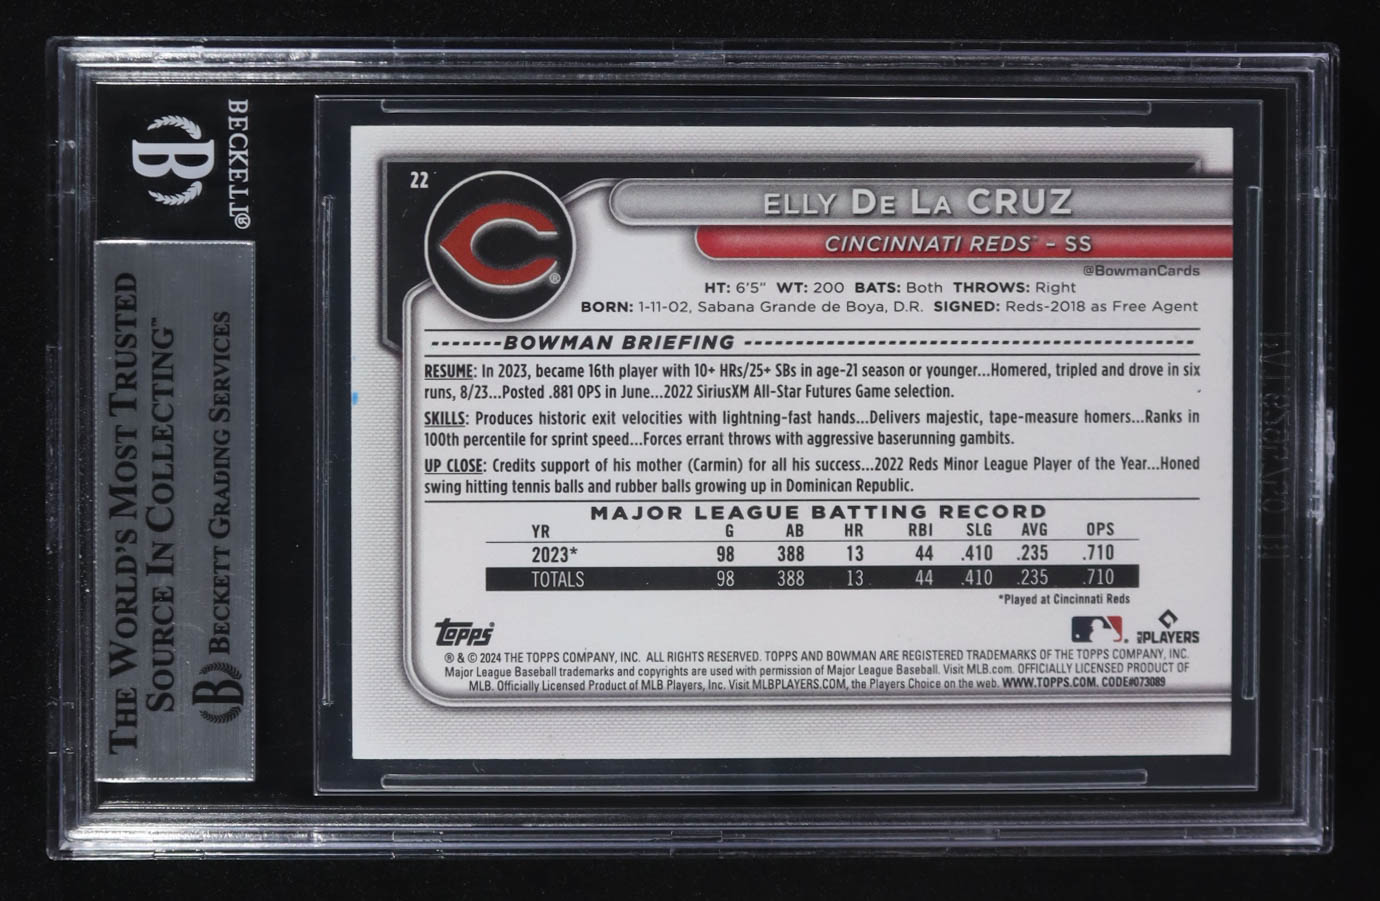 BECKETT®
B
THE WORLD'S MOST TRUSTED
SOURCE IN COLLECTING™
B BECKETT GRADING SERVICES
22
ELLY DE LA CRUZ
CINCINNATI REDS™ - SS
@BowmanCards
HT: 6'5" WT: 200 BATS: Both THROWS: Right
BORN: 1-11-02, Sabana Grande de Boya, D.R. SIGNED: Reds-2018 as Free Agent
BOWMAN BRIEFING
RESUME: In 2023, became 16th player with 10+ HRs/25+ SBs in age-21 season or younger...Homered, tripled and drove in six
runs, 8/23...Posted .881 OPS in June...2022 SiriusXM All-Star Futures Game selection.
SKILLS: Produces historic exit velocities with lightning-fast hands...Delivers majestic, tape-measure homers...Ranks in
100th percentile for sprint speed...Forces errant throws with aggressive baserunning gambits.
UP CLOSE: Credits support of his mother (Carmin) for all his success...2022 Reds Minor League Player of the Year...Honed
swing hitting tennis balls and rubber balls growing up in Dominican Republic.
MAJOR LEAGUE BATTING RECORD
YR G AB HR RBI SLG AVG OPS
2023* 98 388 13 44 .410 .235 .710
TOTALS 98 388 13 44 .410 .235 .710
*Played at Cincinnati Reds
Topps
MLB PLAYERS
® & © 2024 THE TOPPS COMPANY, INC. ALL RIGHTS RESERVED. TOPPS AND BOWMAN ARE REGISTERED TRADEMARKS OF THE TOPPS COMPANY, INC.
Major League Baseball trademarks and copyrights are used with permission of Major League Baseball. Visit MLB.com. OFFICIALLY LICENSED PRODUCT OF
MLB. Officially Licensed Product of MLB Players, Inc. Visit MLBPLAYERS.COM, the Players Choice on the web. WWW.TOPPS.COM. CODE#073089